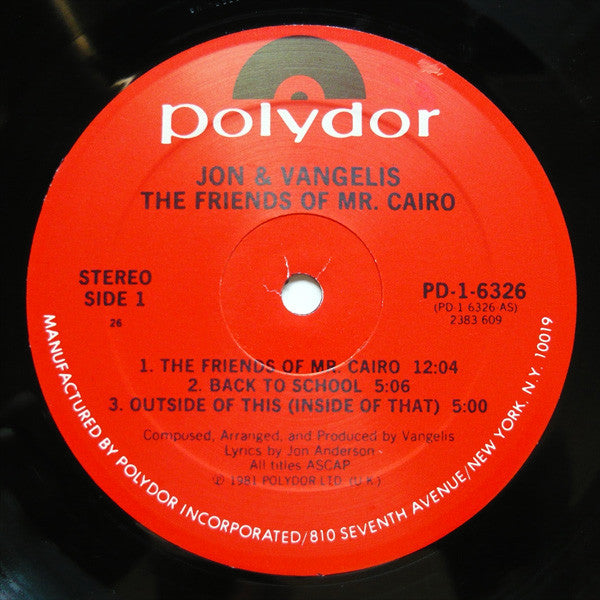 polydor
JON & VANGELIS
THE FRIENDS OF MR. CAIRO
STEREO
SIDE 1
26
PD-1-6326
(PD-1 6326 AS)
2383 609
1. THE FRIENDS OF MR. CAIRO 12:04
2. BACK TO SCHOOL 5:06
3. OUTSIDE OF THIS (INSIDE OF THAT) 5:00
Composed, Arranged, and Produced by Vangelis
Lyrics by Jon Anderson
All titles ASCAP
℗ 1981 POLYDOR LTD. (U.K.)
MANUFACTURED BY POLYDOR INCORPORATED/810 SEVENTH AVENUE/NEW YORK, N.Y. 10019